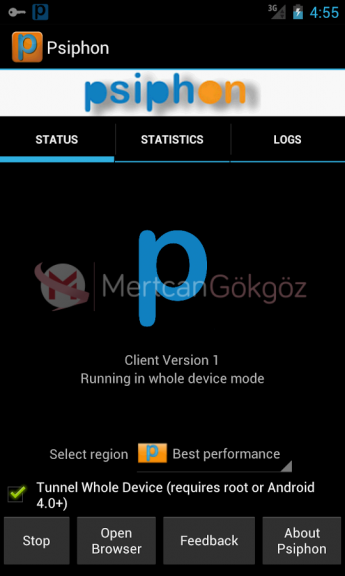 3G
4:55
Psiphon
psiphon
STATUS
STATISTICS
LOGS
p
MertcanGökgöz
Client Version 1
Running in whole device mode
Select region
Best performance
Tunnel Whole Device (requires root or Android
4.0+)
Stop
Open
Browser
Feedback
About
Psiphon